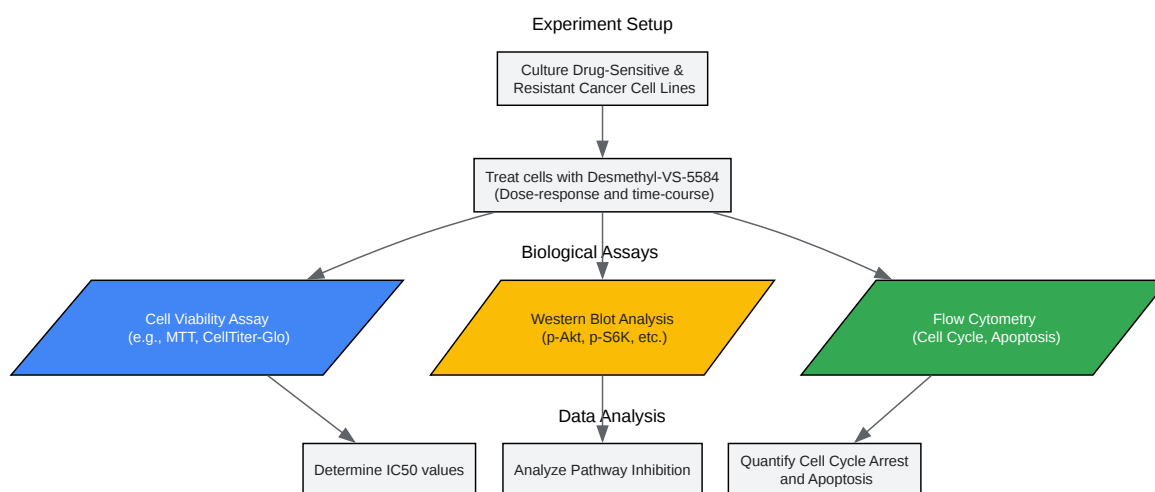 Experiment Setup
Culture Drug-Sensitive &
Resistant Cancer Cell Lines
Treat cells with Desmethyl-VS-5584
(Dose-response and time-course)
Biological Assays
Cell Viability Assay
(e.g., MTT, CellTiter-Glo)
Western Blot Analysis
(p-Akt, p-S6K, etc.)
Flow Cytometry
(Cell Cycle, Apoptosis)
Data Analysis
Determine IC50 values
Analyze Pathway Inhibition
Quantify Cell Cycle Arrest
and Apoptosis